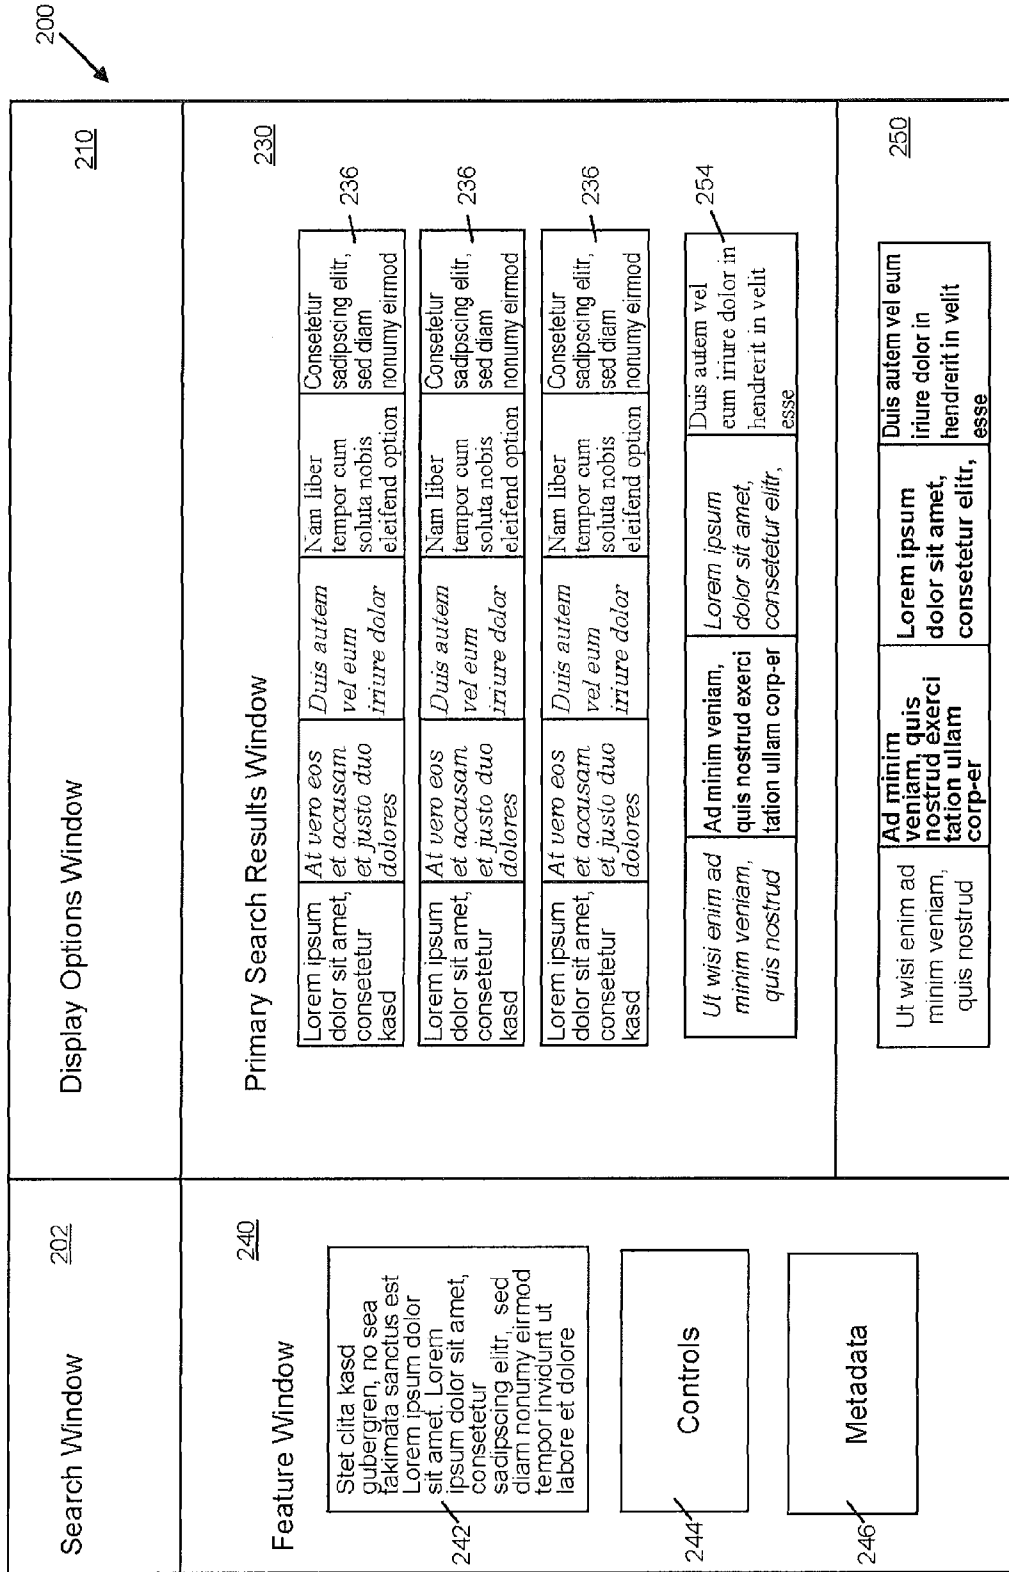 200
Search Window
202
Display Options Window
210
Feature Window
240
Stet clita kasd
gubergren, no sea
takimata sanctus est
Lorem ipsum dolor
sit amet. Lorem
ipsum dolor sit amet,
consetetur
sadipscing elitr, sed
diam nonumy eirmod
tempor invidunt ut
labore et dolore
242
Controls
244
Metadata
246
Primary Search Results Window
230
Lorem ipsum
dolor sit amet,
consetetur
kasd
At vero eos
et accusam
et justo duo
dolores
Duis autem
vel eum
iriure dolor
Nam liber
tempor cum
soluta nobis
eleifend option
Consetetur
sadipscing elitr,
sed diam
nonumy eirmod
236
Lorem ipsum
dolor sit amet,
consetetur
kasd
At vero eos
et accusam
et justo duo
dolores
Duis autem
vel eum
iriure dolor
Nam liber
tempor cum
soluta nobis
eleifend option
Consetetur
sadipscing elitr,
sed diam
nonumy eirmod
236
Lorem ipsum
dolor sit amet,
consetetur
kasd
At vero eos
et accusam
et justo duo
dolores
Duis autem
vel eum
iriure dolor
Nam liber
tempor cum
soluta nobis
eleifend option
Consetetur
sadipscing elitr,
sed diam
nonumy eirmod
236
Ut wisi enim ad
minim veniam,
quis nostrud
Ad minim veniam,
quis nostrud exerci
tation ullam corp-er
Lorem ipsum
dolor sit amet,
consetetur elitr,
Duis autem vel
eum iriure dolor in
hendrerit in velit
esse
254
250
Ut wisi enim ad
minim veniam,
quis nostrud
Ad minim
veniam, quis
nostrud exerci
tation ullam
corp-er
Lorem ipsum
dolor sit amet,
consetetur elitr,
Duis autem vel eum
iriure dolor in
hendrerit in velit
esse